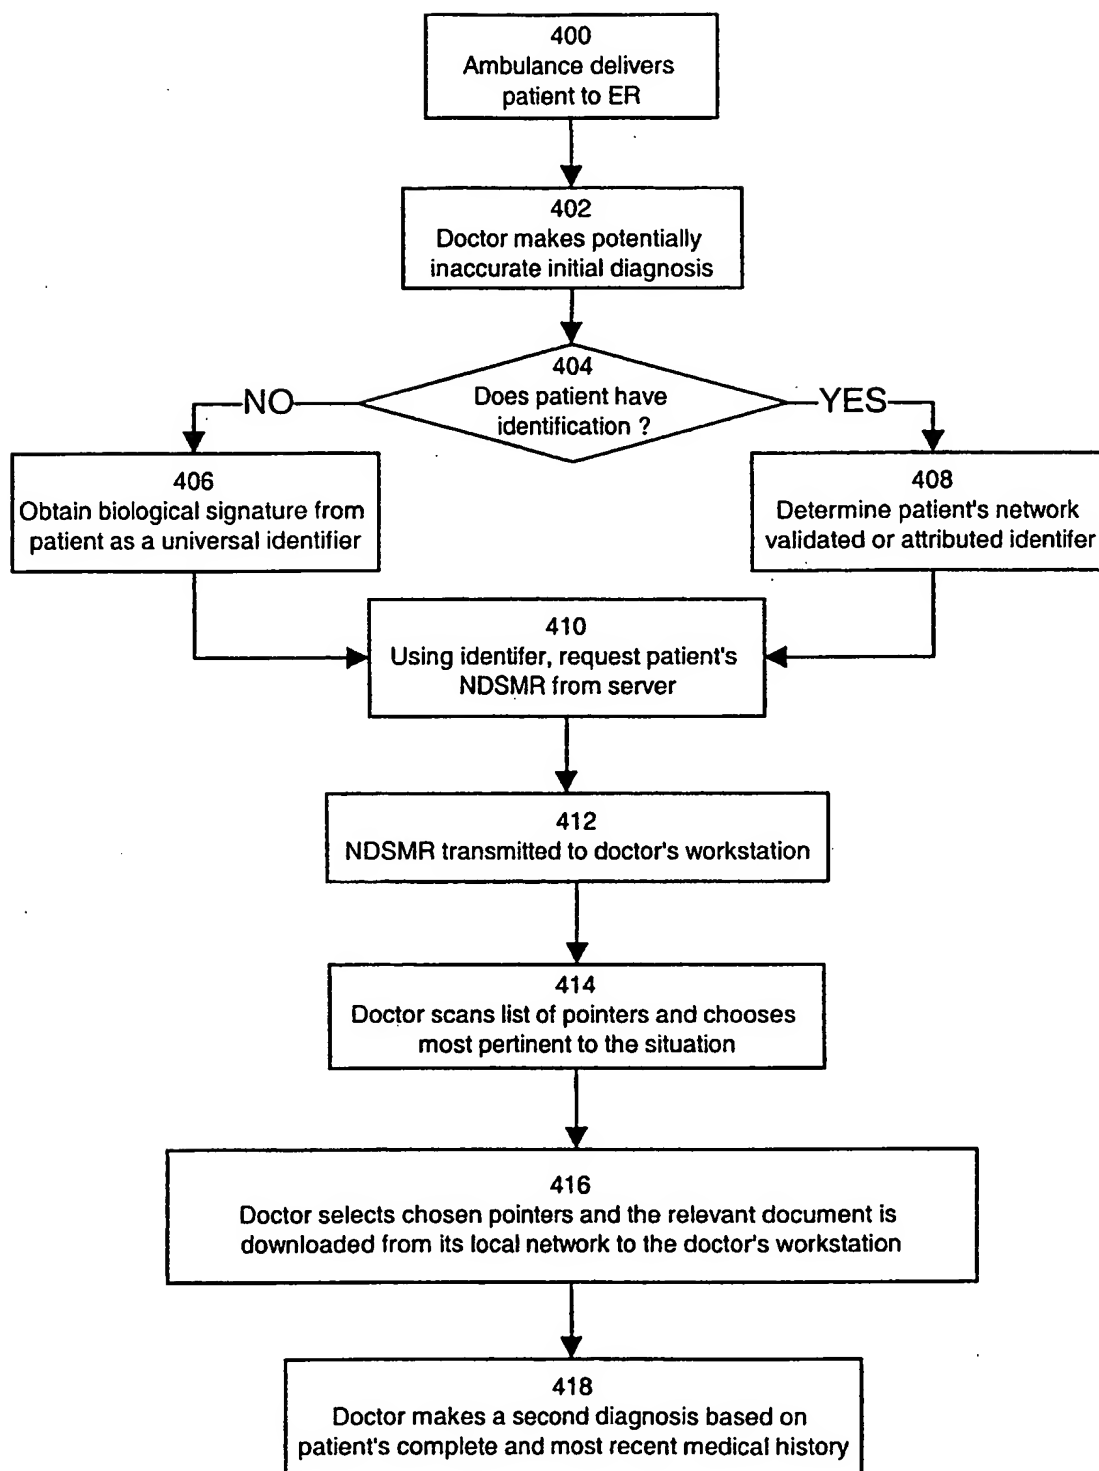 400
Ambulance delivers
patient to ER
402
Doctor makes potentially
inaccurate initial diagnosis
404
Does patient have
identification ?
NO
YES
406
Obtain biological signature from
patient as a universal identifier
408
Determine patient's network
validated or attributed identifer
410
Using identifer, request patient's
NDSMR from server
412
NDSMR transmitted to doctor's workstation
414
Doctor scans list of pointers and chooses
most pertinent to the situation
416
Doctor selects chosen pointers and the relevant document is
downloaded from its local network to the doctor's workstation
418
Doctor makes a second diagnosis based on
patient's complete and most recent medical history